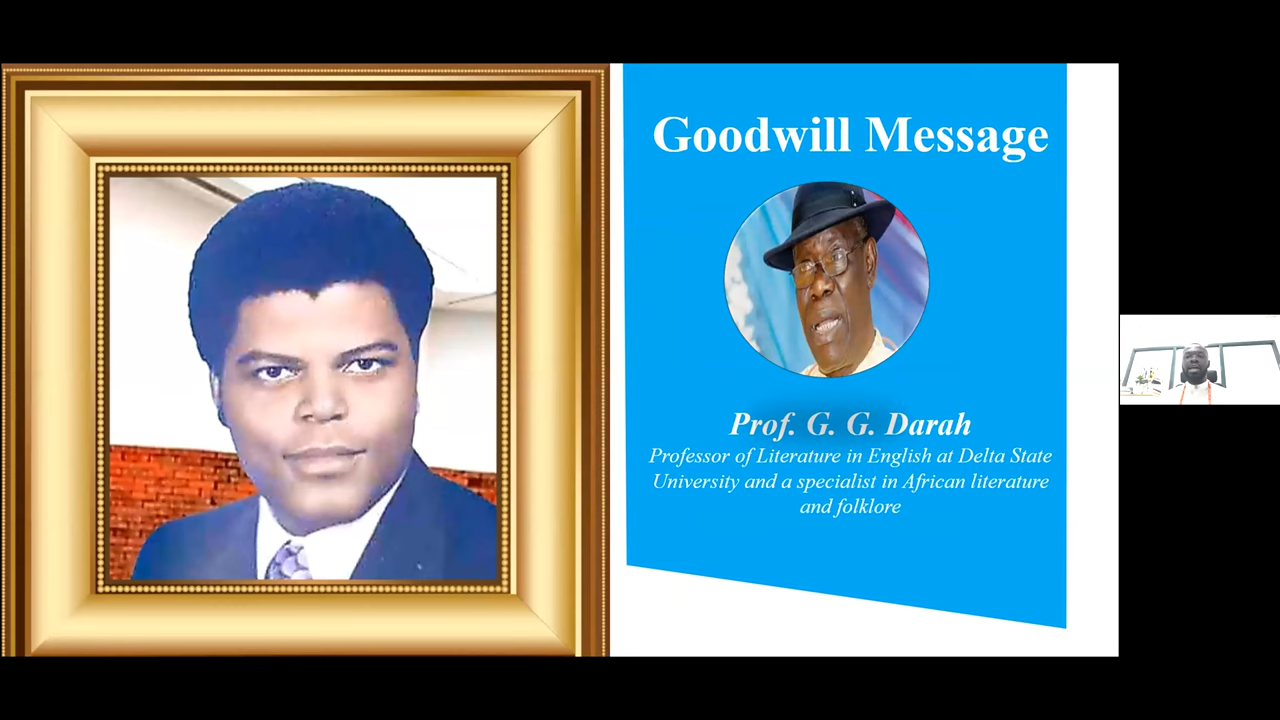 Goodwill Message
Prof. G. G. Darah
Professor of Literature in English at Delta State
University and a specialist in African literature
and folklore